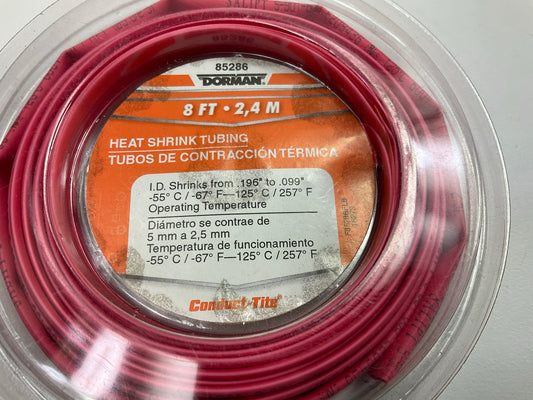 85286
DORMAN®
8 FT • 2,4 M
HEAT SHRINK TUBING
TUBOS DE CONTRACCIÓN TÉRMICA
I.D. Shrinks from .196" to .099"
-55° C / -67° F—125° C / 257° F
Operating Temperature
Diámetro se contrae de
5 mm a 2,5 mm
Temperatura de funcionamiento
-55° C / -67° F—125° C / 257° F
Conduct-Tite®